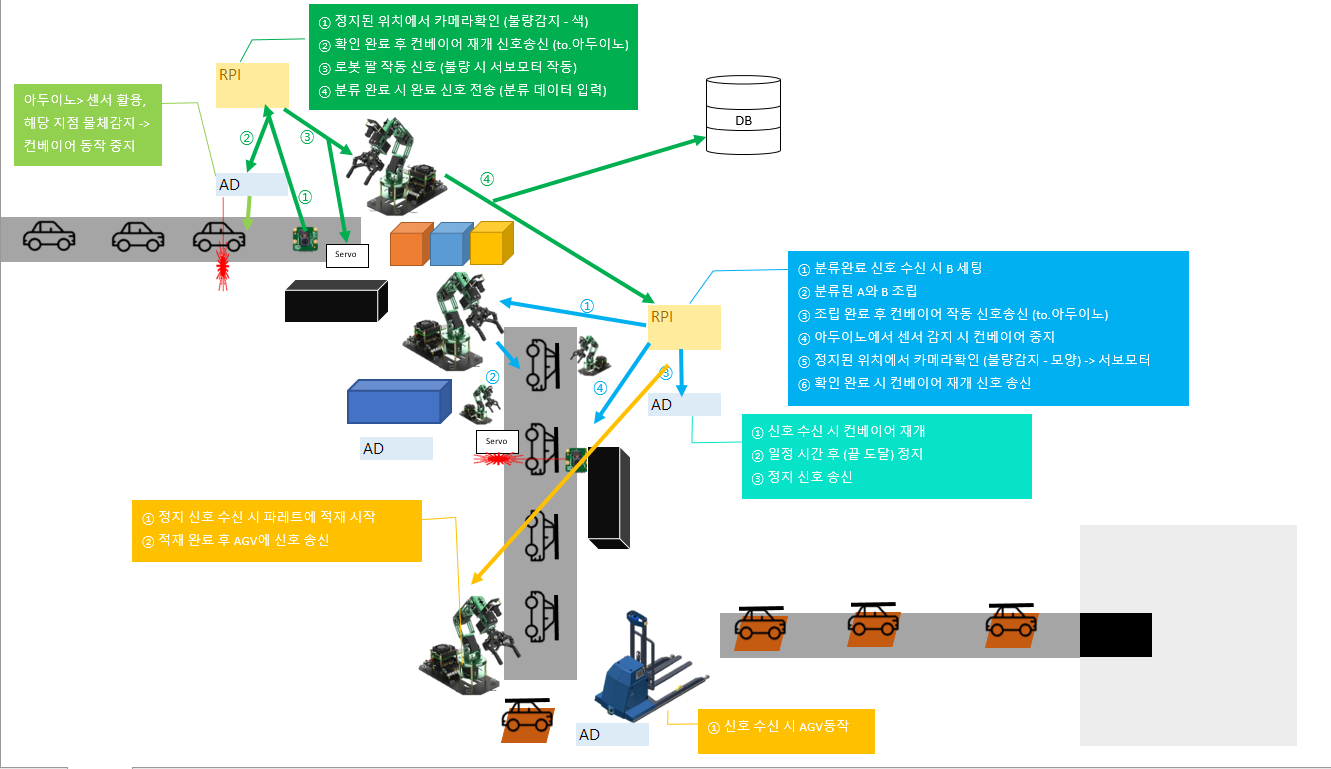 ① 정지된 위치에서 카메라확인 (불량감지 - 색)
② 확인 완료 후 컨베이어 재개 신호송신 (to.아두이노)
③ 로봇 팔 작동 신호 (불량 시 서보모터 작동)
④ 분류 완료 시 완료 신호 전송 (분류 데이터 입력)
RPI
아두이노> 센서 활용,
해당 지점 물체감지 ->
컨베이어 동작 중지
DB
②
③
④
AD
①
Servo
① 분류완료 신호 수신 시 B 세팅
② 분류된 A와 B 조립
③ 조립 완료 후 컨베이어 작동 신호송신 (to.아두이노)
④ 아두이노에서 센서 감지 시 컨베이어 중지
⑤ 정지된 위치에서 카메라확인 (불량감지 - 모양) -> 서보모터
⑥ 확인 완료 시 컨베이어 재개 신호 송신
①
RPI
②
③
④
AD
Servo
AD
① 신호 수신 시 컨베이어 재개
② 일정 시간 후 (끝 도달) 정지
③ 정지 신호 송신
① 정지 신호 수신 시 파레트에 적재 시작
② 적재 완료 후 AGV에 신호 송신
AD
① 신호 수신 시 AGV동작